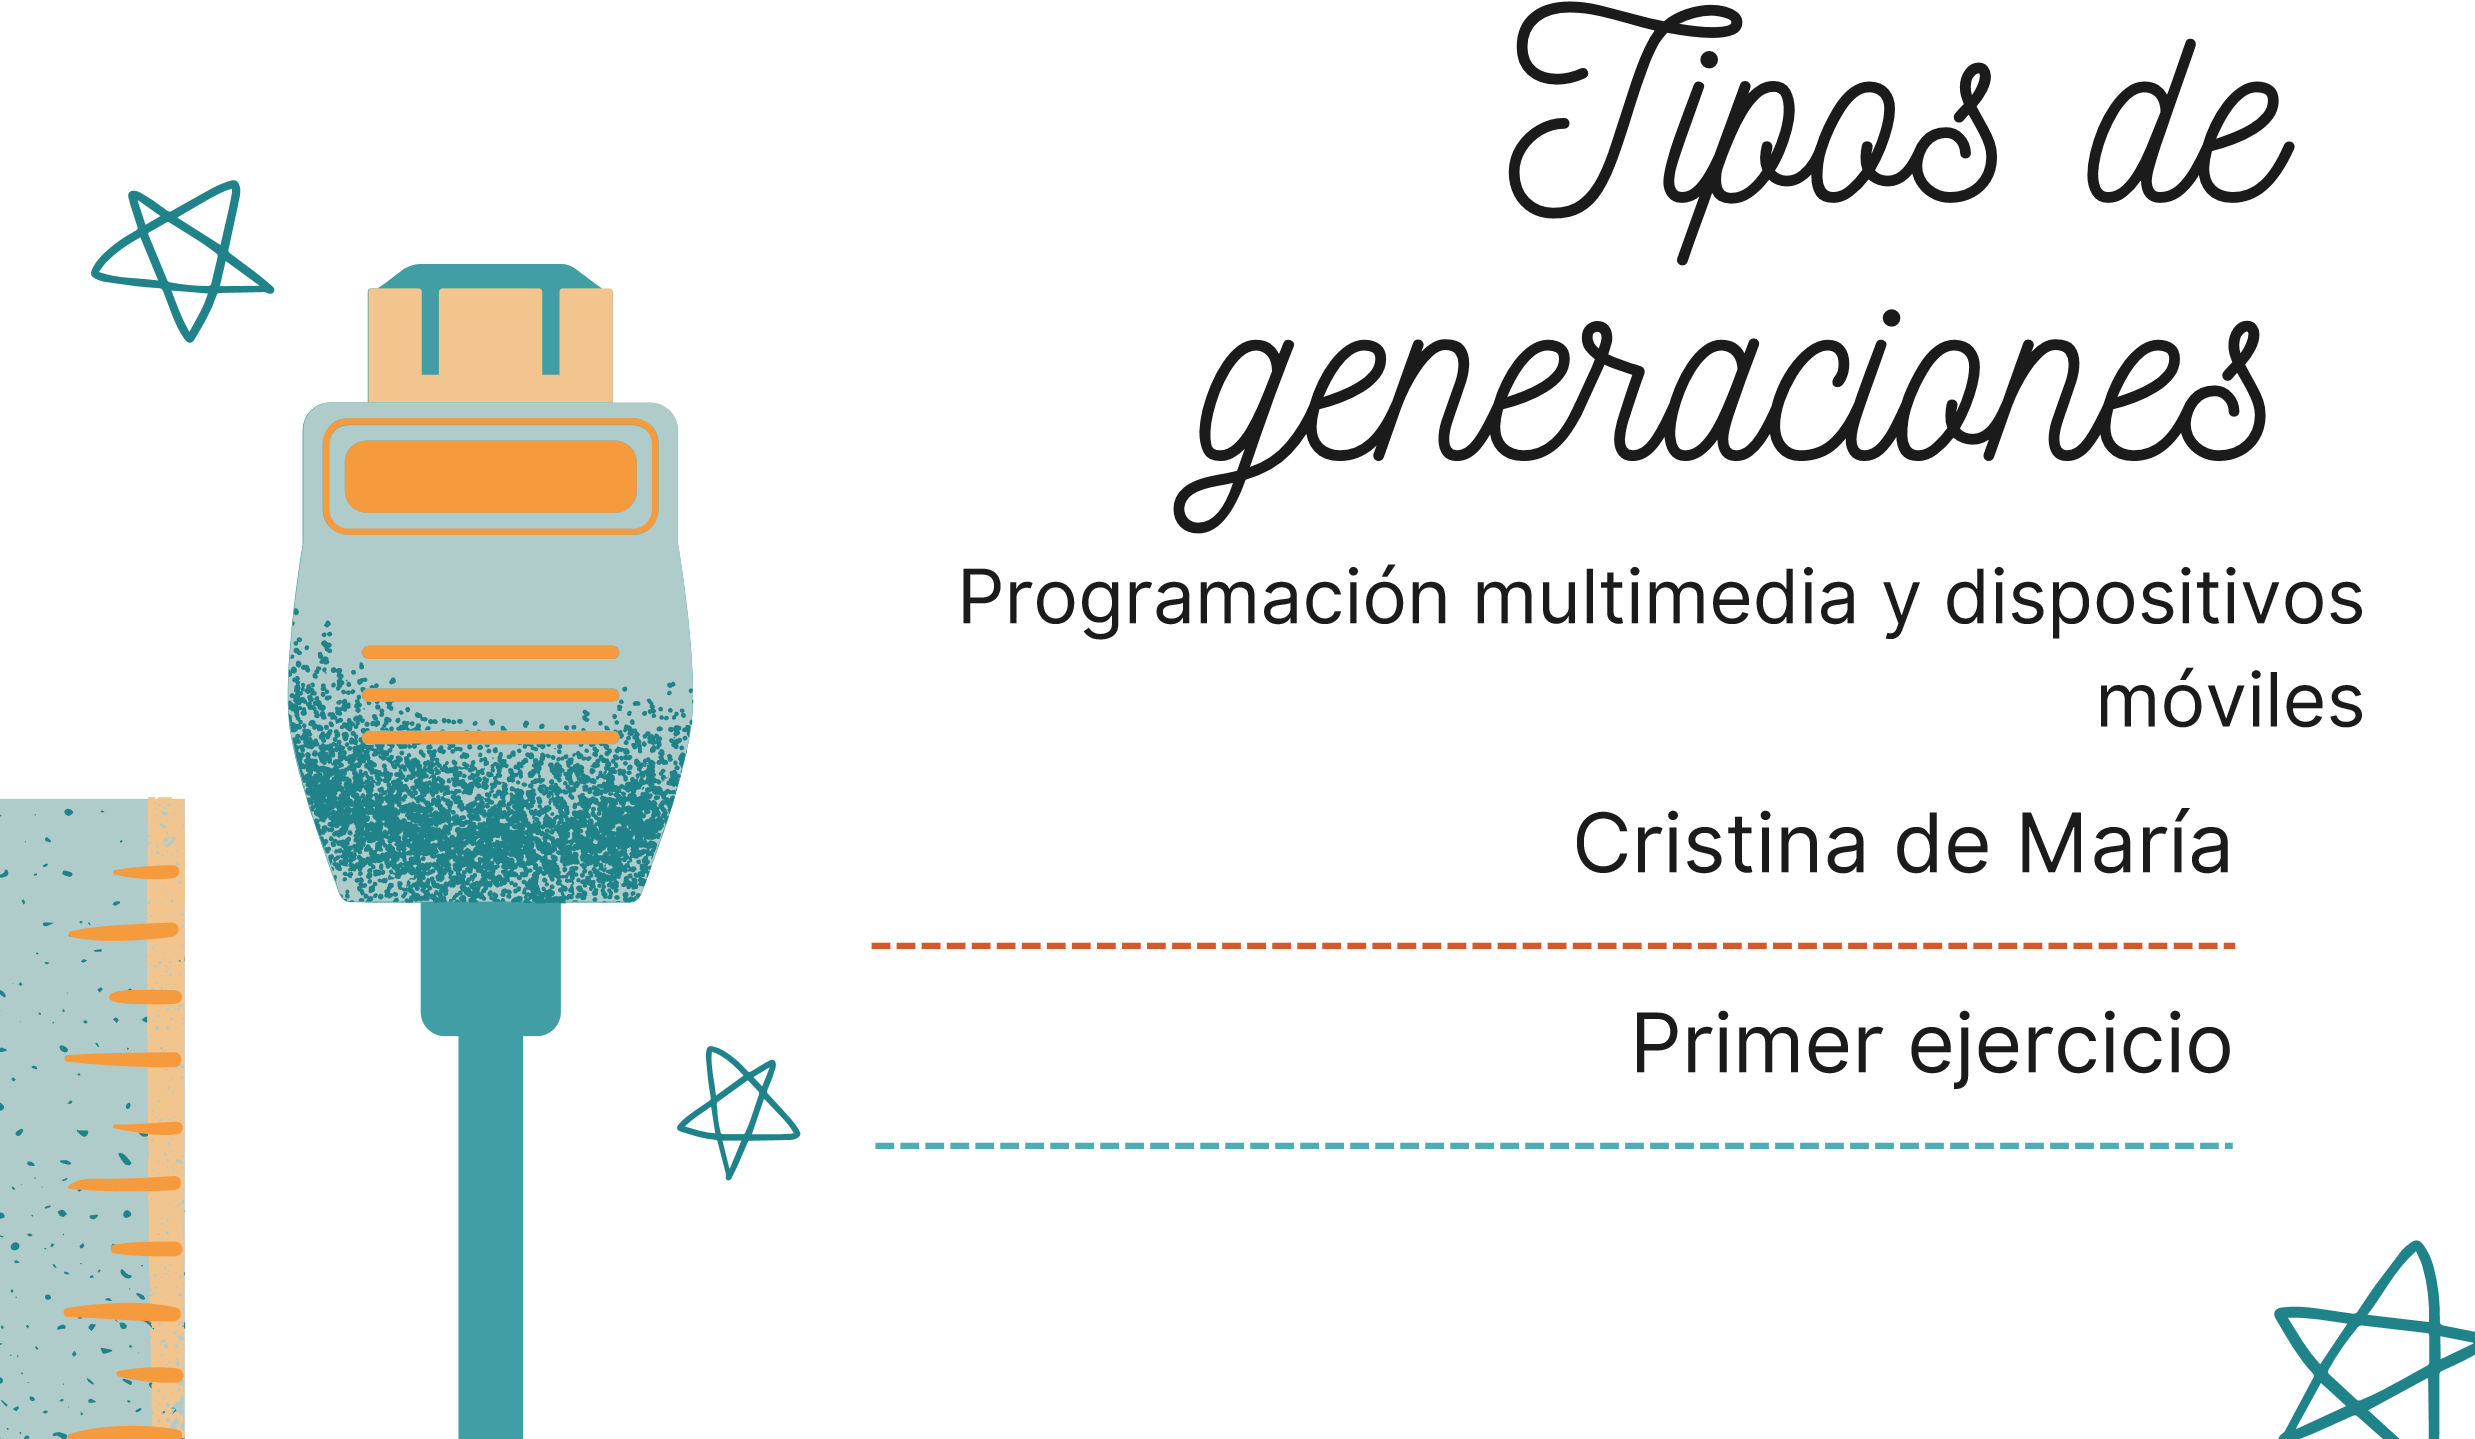 Tipos de
generaciones
Programación multimedia y dispositivos
móviles
Cristina de María
Primer ejercicio